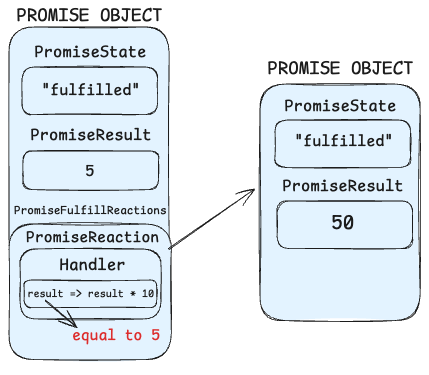 PROMISE OBJECT
PromiseState
"fulfilled"
PromiseResult
5
PromiseFulfillReactions
PromiseReaction
Handler
result => result * 10
equal to 5
PROMISE OBJECT
PromiseState
"fulfilled"
PromiseResult
50